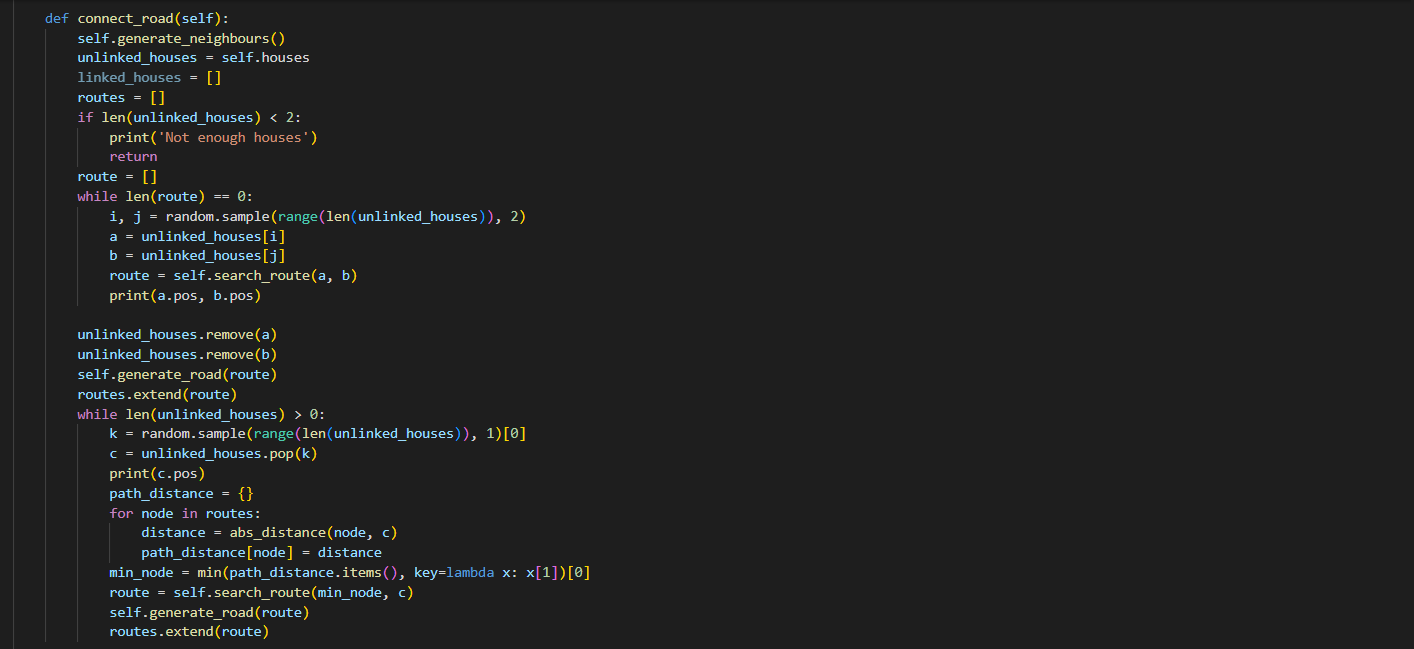 def connect_road(self):
    self.generate_neighbours()
    unlinked_houses = self.houses
    linked_houses = []
    routes = []
    if len(unlinked_houses) < 2:
        print('Not enough houses')
        return
    route = []
    while len(route) == 0:
        i, j = random.sample(range(len(unlinked_houses)), 2)
        a = unlinked_houses[i]
        b = unlinked_houses[j]
        route = self.search_route(a, b)
        print(a.pos, b.pos)

    unlinked_houses.remove(a)
    unlinked_houses.remove(b)
    self.generate_road(route)
    routes.extend(route)
    while len(unlinked_houses) > 0:
        k = random.sample(range(len(unlinked_houses)), 1)[0]
        c = unlinked_houses.pop(k)
        print(c.pos)
        path_distance = {}
        for node in routes:
            distance = abs_distance(node, c)
            path_distance[node] = distance
        min_node = min(path_distance.items(), key=lambda x: x[1])[0]
        route = self.search_route(min_node, c)
        self.generate_road(route)
        routes.extend(route)